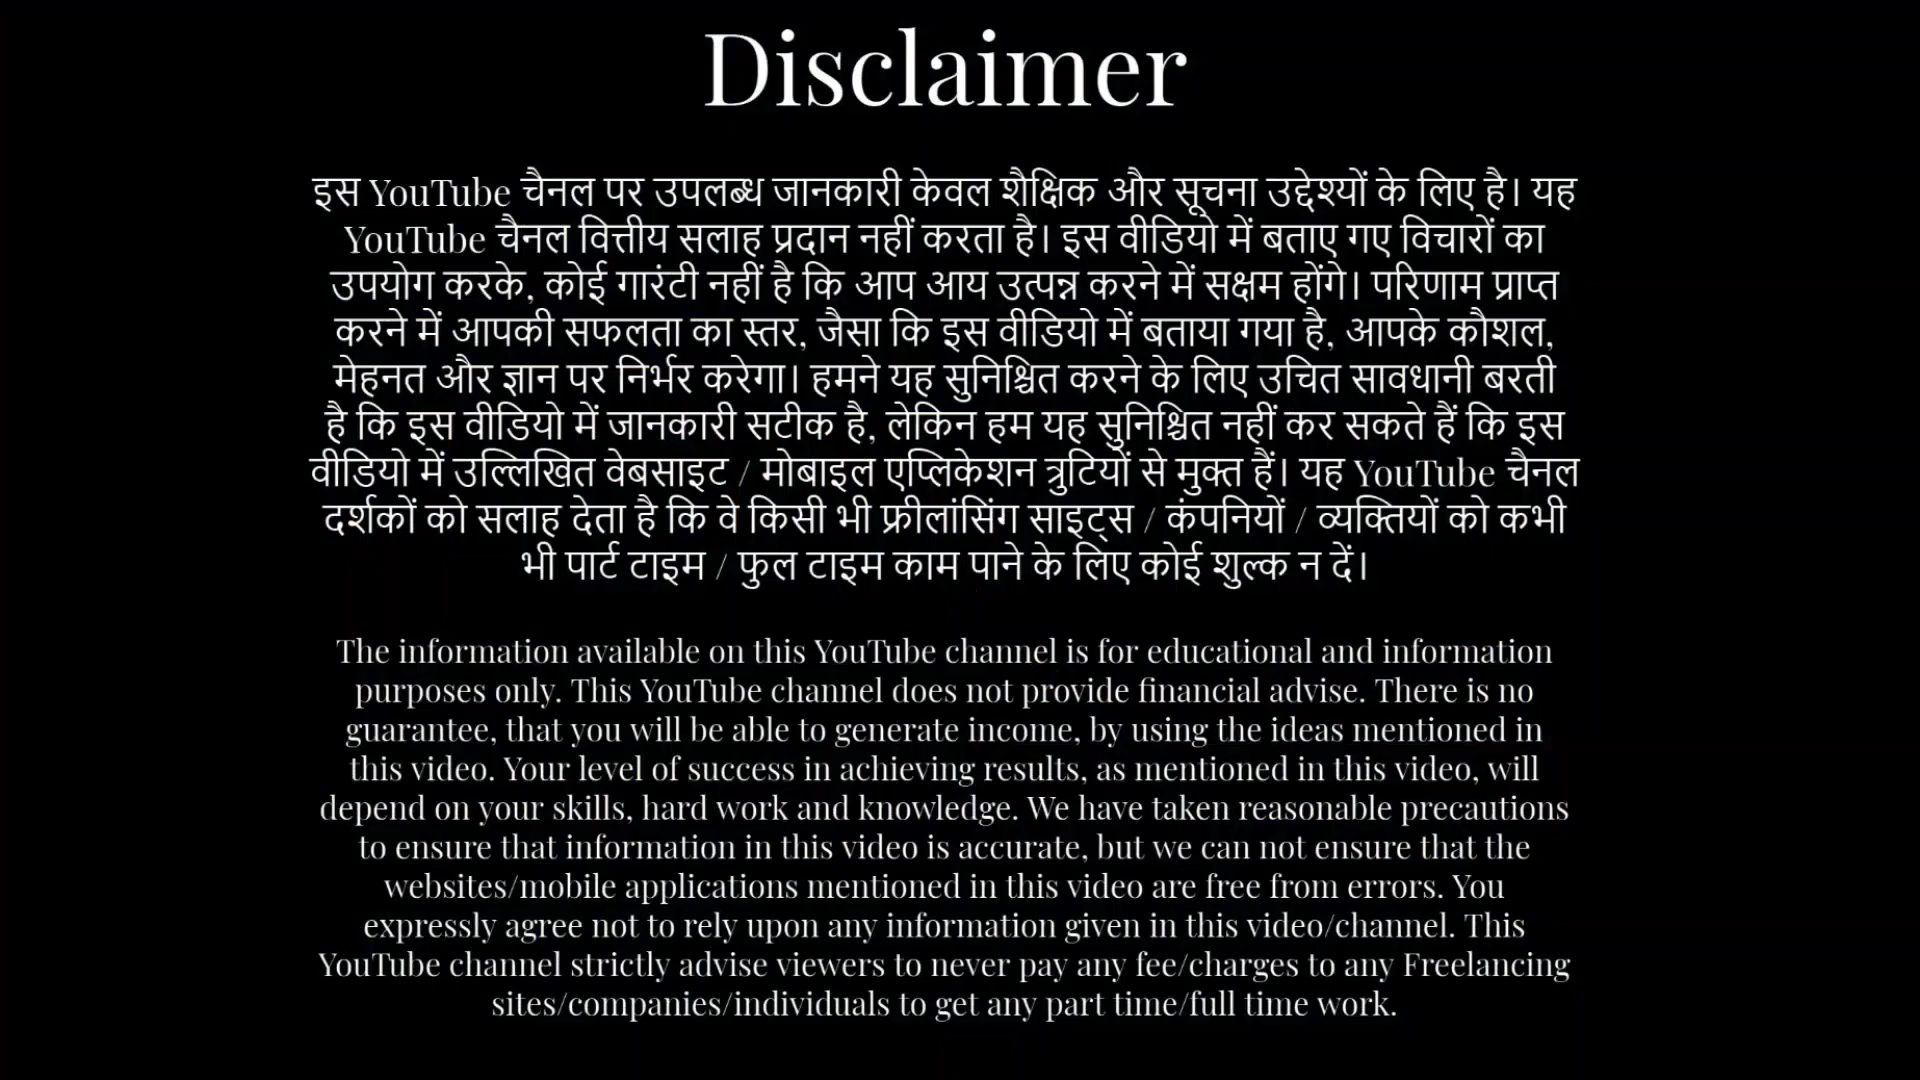 Disclaimer
इस YouTube चैनल पर उपलब्ध जानकारी केवल शैक्षिक और सूचना उद्देश्यों के लिए है। यह
YouTube चैनल वित्तीय सलाह प्रदान नहीं करता है। इस वीडियो में बताए गए विचारों का
उपयोग करके, कोई गारंटी नहीं है कि आप आय उत्पन्न करने में सक्षम होंगे। परिणाम प्राप्त
करने में आपकी सफलता का स्तर, जैसा कि इस वीडियो में बताया गया है, आपके कौशल,
मेहनत और ज्ञान पर निर्भर करेगा। हमने यह सुनिश्चित करने के लिए उचित सावधानी बरती
है कि इस वीडियो में जानकारी सटीक है, लेकिन हम यह सुनिश्चित नहीं कर सकते हैं कि इस
वीडियो में उल्लिखित वेबसाइट / मोबाइल एप्लिकेशन त्रुटियों से मुक्त हैं। यह YouTube चैनल
दर्शकों को सलाह देता है कि वे किसी भी फ्रीलांसिंग साइट्स / कंपनियों / व्यक्तियों को कभी
भी पार्ट टाइम / फुल टाइम काम पाने के लिए कोई शुल्क न दें।
The information available on this YouTube channel is for educational and information
purposes only. This YouTube channel does not provide financial advise. There is no
guarantee, that you will be able to generate income, by using the ideas mentioned in
this video. Your level of success in achieving results, as mentioned in this video, will
depend on your skills, hard work and knowledge. We have taken reasonable precautions
to ensure that information in this video is accurate, but we can not ensure that the
websites/mobile applications mentioned in this video are free from errors. You
expressly agree not to rely upon any information given in this video/channel. This
YouTube channel strictly advise viewers to never pay any fee/charges to any Freelancing
sites/companies/individuals to get any part time/full time work.